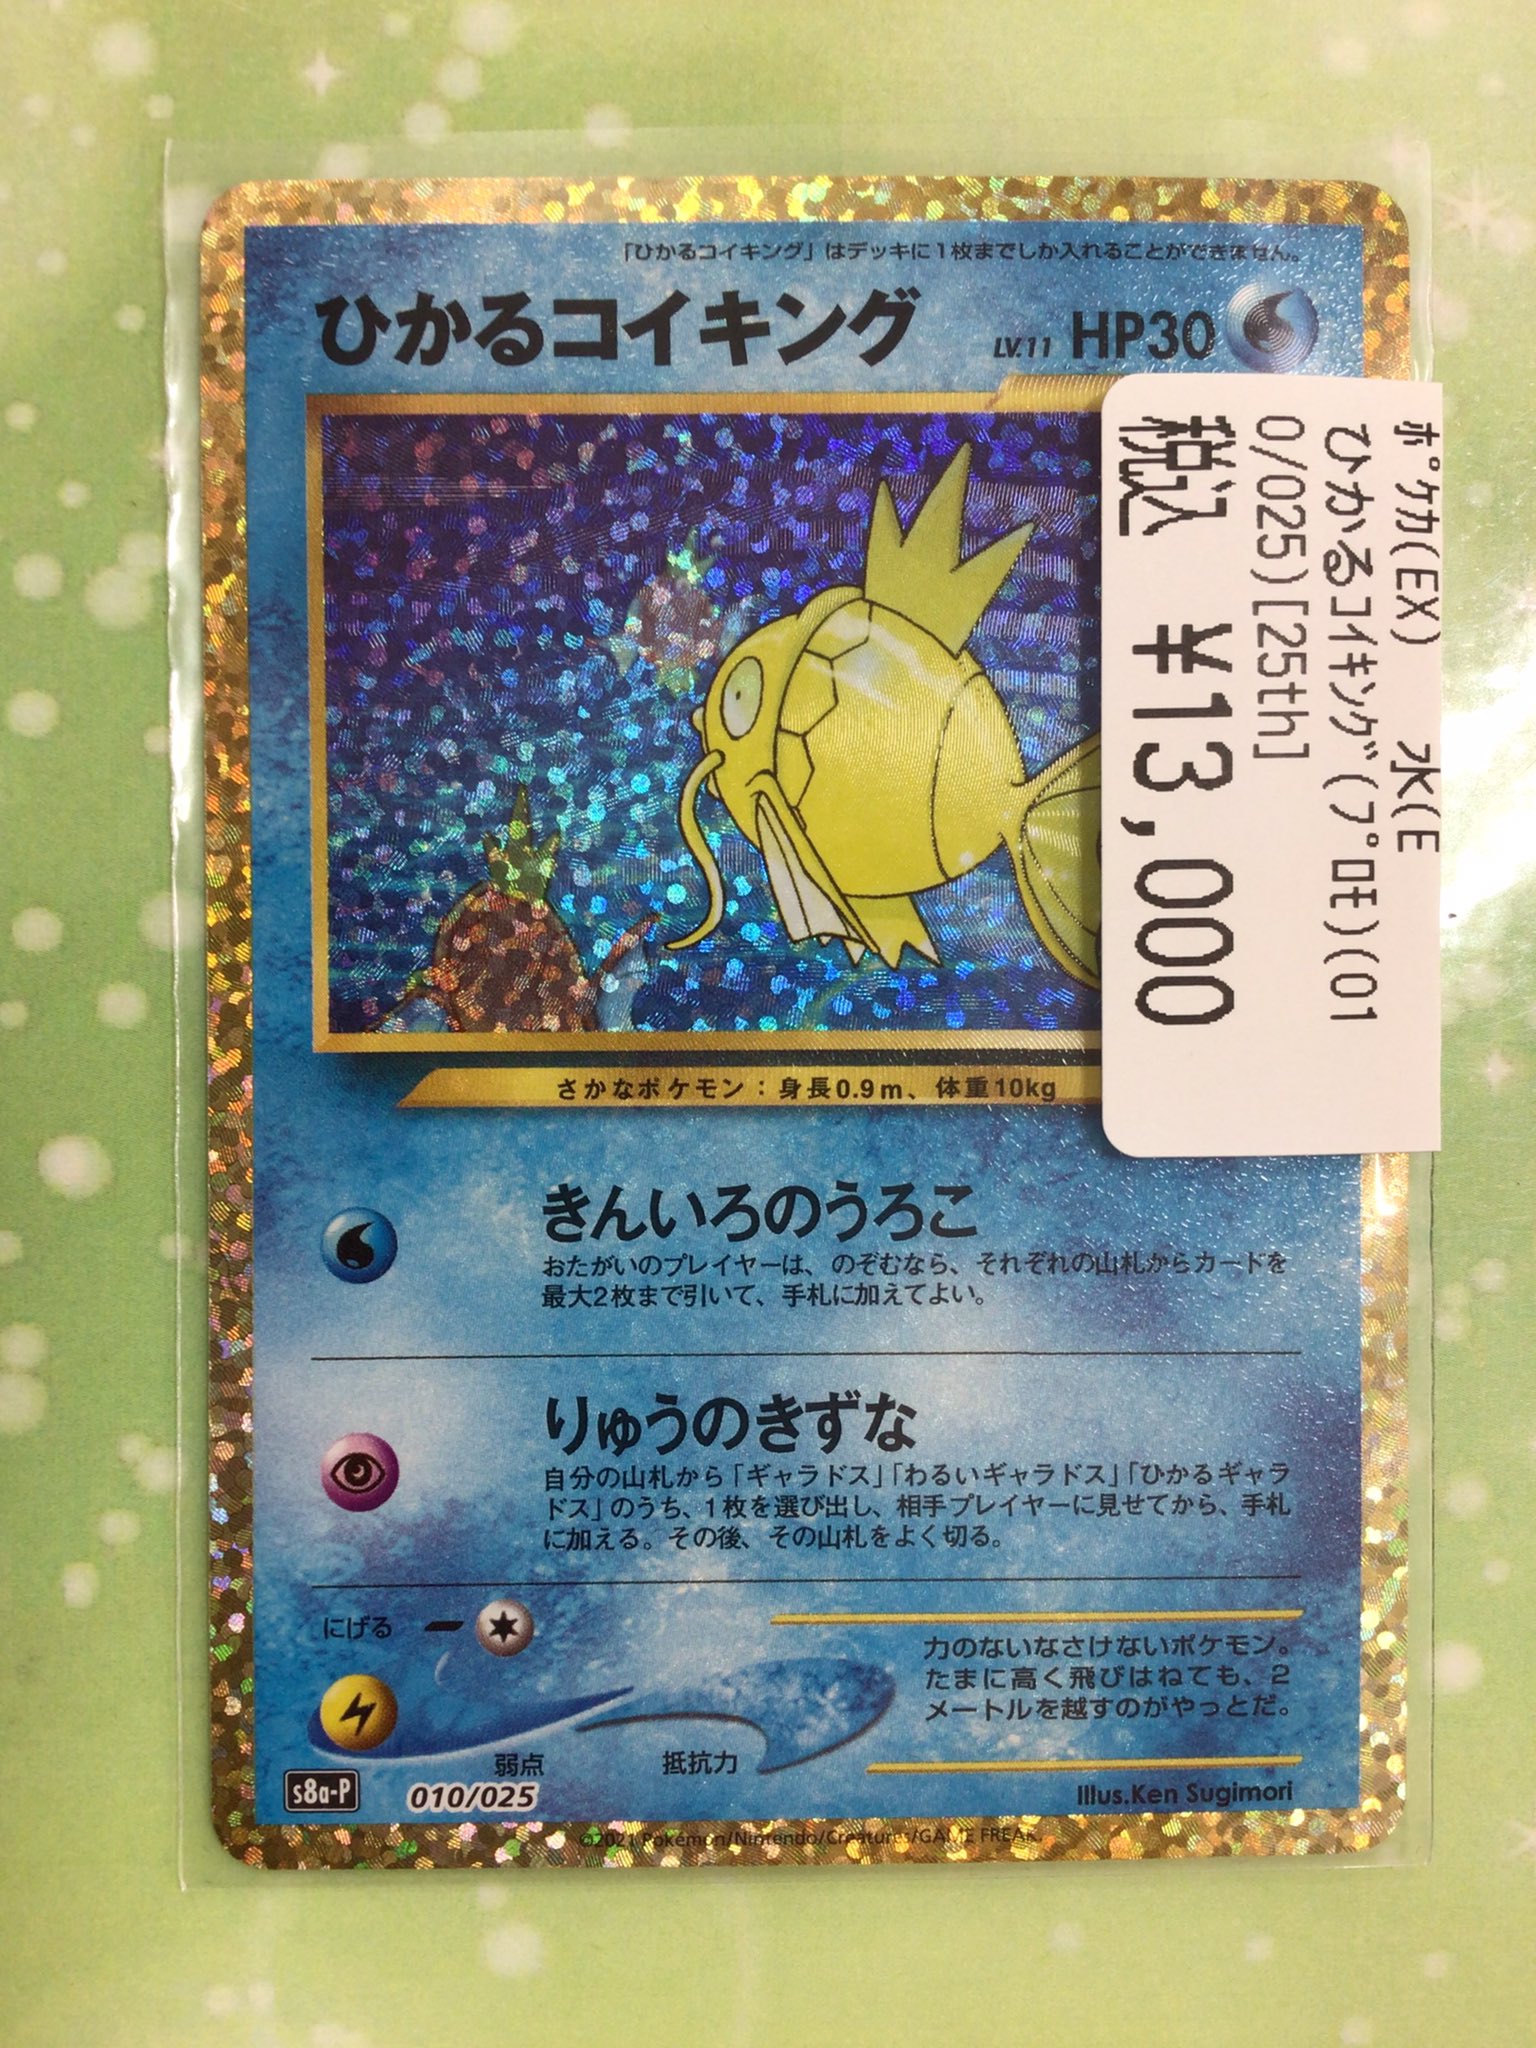 「ひかるコイキング」はデッキに1枚までしか入れることができません。
ひかるコイキング LV.11 HP30
ﾎﾟｹｶ(EX) 水(E
ひかるｺｲｷﾝｸﾞ(ﾌﾟﾛﾓ)(01
0/025)[25th]
税込 ¥13,000
さかなポケモン：身長0.9m、体重10kg
きんいろのうろこ
おたがいのプレイヤーは、のぞむなら、それぞれの山札からカードを
最大2枚まで引いて、手札に加えてよい。
りゅうのきずな
自分の山札から「ギャラドス」「わるいギャラドス」「ひかるギャラ
ドス」のうち、1枚を選び出し、相手プレイヤーに見せてから、手札
に加える。その後、その山札をよく切る。
にげる
力のないなさけないポケモン。
たまに高く飛びはねても、2
メートルを越すのがやっとだ。
弱点 抵抗力
s8a-P 010/025 Illus.Ken Sugimori
©2021 Pokémon/Nintendo/Creatures/GAME FREAK.